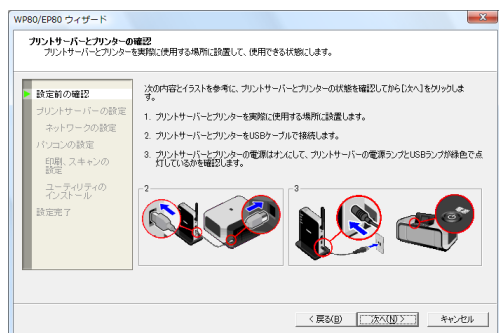 WP80/EP80 ウィザード
プリントサーバーとプリンターの確認
プリントサーバーとプリンターを実際に使用する場所に設置して、使用できる状態にします。
設定前の確認
プリントサーバーの設定
ネットワークの設定
パソコンの設定
印刷、スキャンの
設定
ユーティリティの
インストール
設定完了
次の内容とイラストを参考に、プリントサーバーとプリンターの状態を確認してから[次へ]をクリックしま
す。
1. プリントサーバーとプリンターを実際に使用する場所に設置します。
2. プリントサーバーとプリンターをUSBケーブルで接続します。
3. プリントサーバーとプリンターの電源はオンにして、プリントサーバーの電源ランプとUSBランプが緑色で点
灯しているかを確認します。
2
3
< 戻る(B)
次へ(N) >
キャンセル